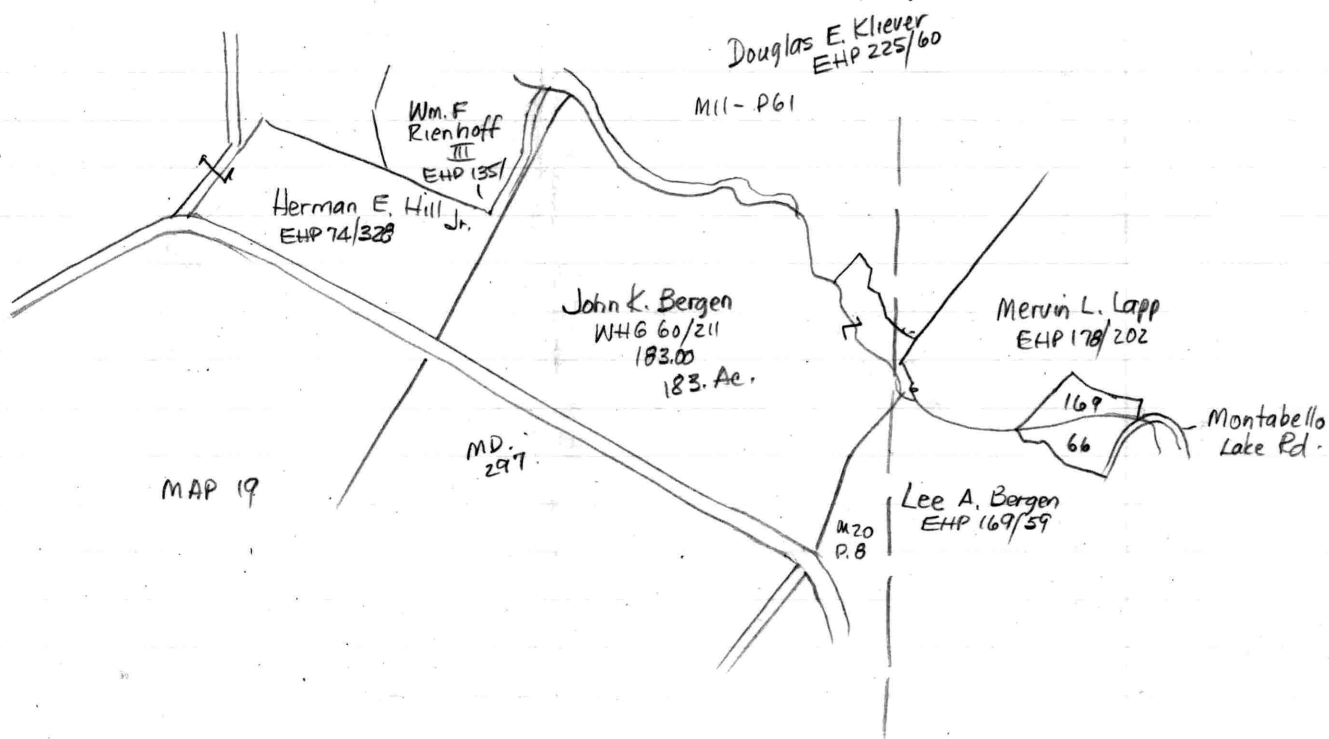 Douglas E. Kliever
EHP 225/60
M11 - P61
Wm. F
Rienhoff
III
EHP 135/
1
Herman E. Hill Jr.
EHP 74/328
John K. Bergen
WHG 60/211
183.00
183. Ac.
Mervin L. Lapp
EHP 178/202
169
66
Montabello
Lake Rd.
MD.
297
MAP 19
Lee A. Bergen
EHP 169/59
M20
P.8